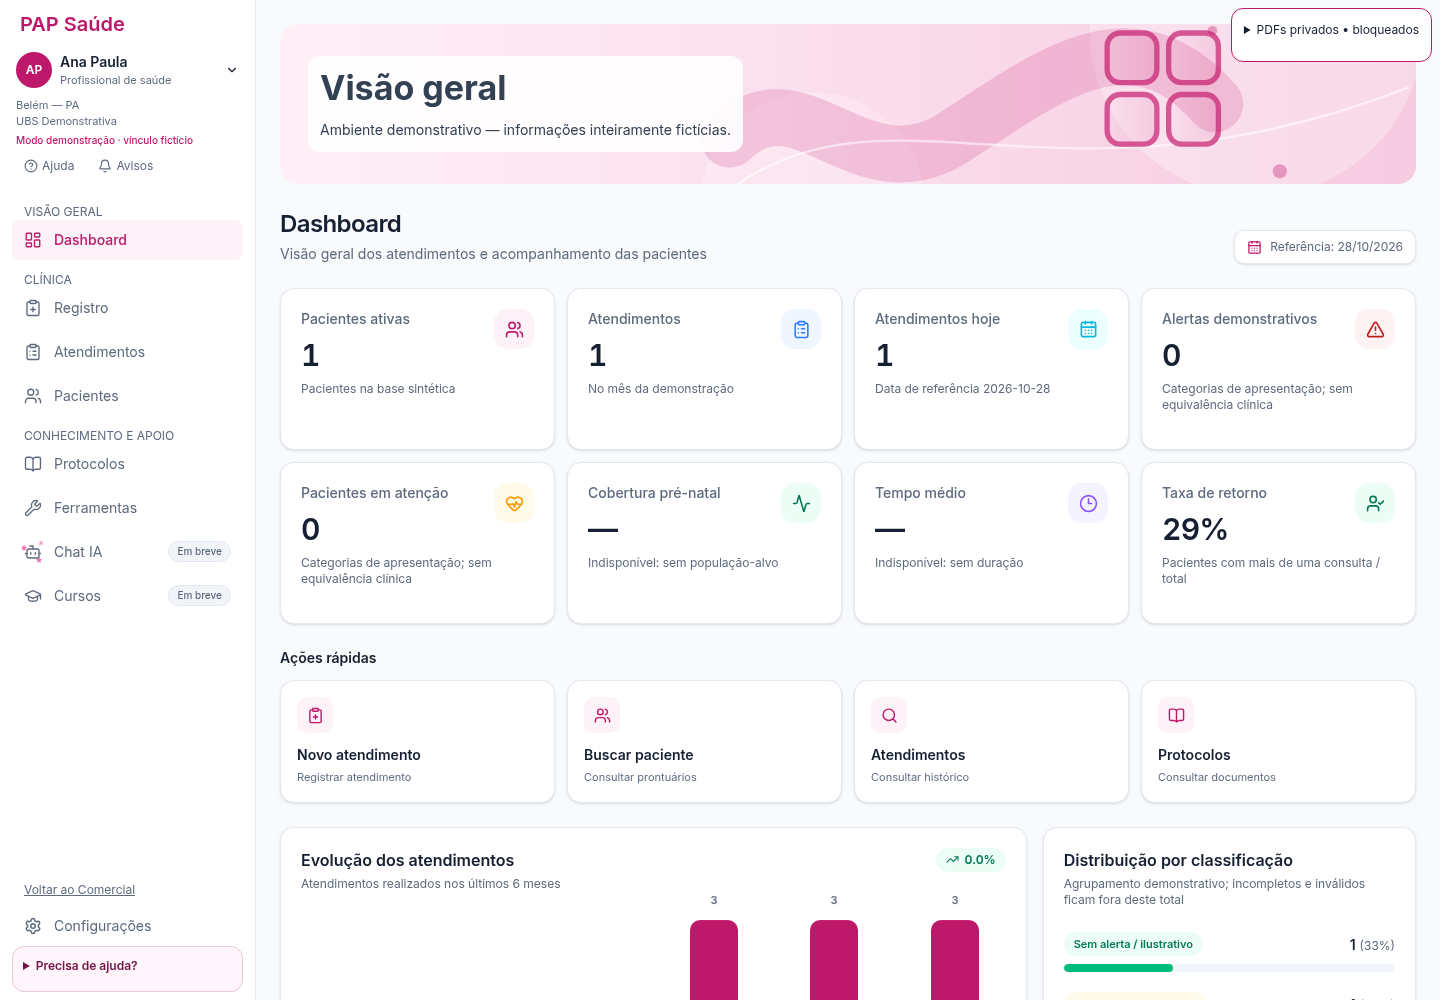 PAP Saúde
AP
Ana Paula
Profissional de saúde
Belém — PA
UBS Demonstrativa
Modo demonstração · vínculo fictício
Ajuda
Avisos
VISÃO GERAL
Dashboard
CLÍNICA
Registro
Atendimentos
Pacientes
CONHECIMENTO E APOIO
Protocolos
Ferramentas
Chat IA
Em breve
Cursos
Em breve
Voltar ao Comercial
Configurações
Precisa de ajuda?
PDFs privados • bloqueados
Visão geral
Ambiente demonstrativo — informações inteiramente fictícias.
Dashboard
Visão geral dos atendimentos e acompanhamento das pacientes
Referência: 28/10/2026
Pacientes ativas
1
Pacientes na base sintética
Atendimentos
1
No mês da demonstração
Atendimentos hoje
1
Data de referência 2026-10-28
Alertas demonstrativos
0
Categorias de apresentação; sem
equivalência clínica
Pacientes em atenção
0
Categorias de apresentação; sem
equivalência clínica
Cobertura pré-natal
—
Indisponível: sem população-alvo
Tempo médio
—
Indisponível: sem duração
Taxa de retorno
29%
Pacientes com mais de uma consulta /
total
Ações rápidas
Novo atendimento
Registrar atendimento
Buscar paciente
Consultar prontuários
Atendimentos
Consultar histórico
Protocolos
Consultar documentos
Evolução dos atendimentos
Atendimentos realizados nos últimos 6 meses
0.0%
3
3
3
Distribuição por classificação
Agrupamento demonstrativo; incompletos e inválidos
ficam fora deste total
Sem alerta / ilustrativo
1 (33%)